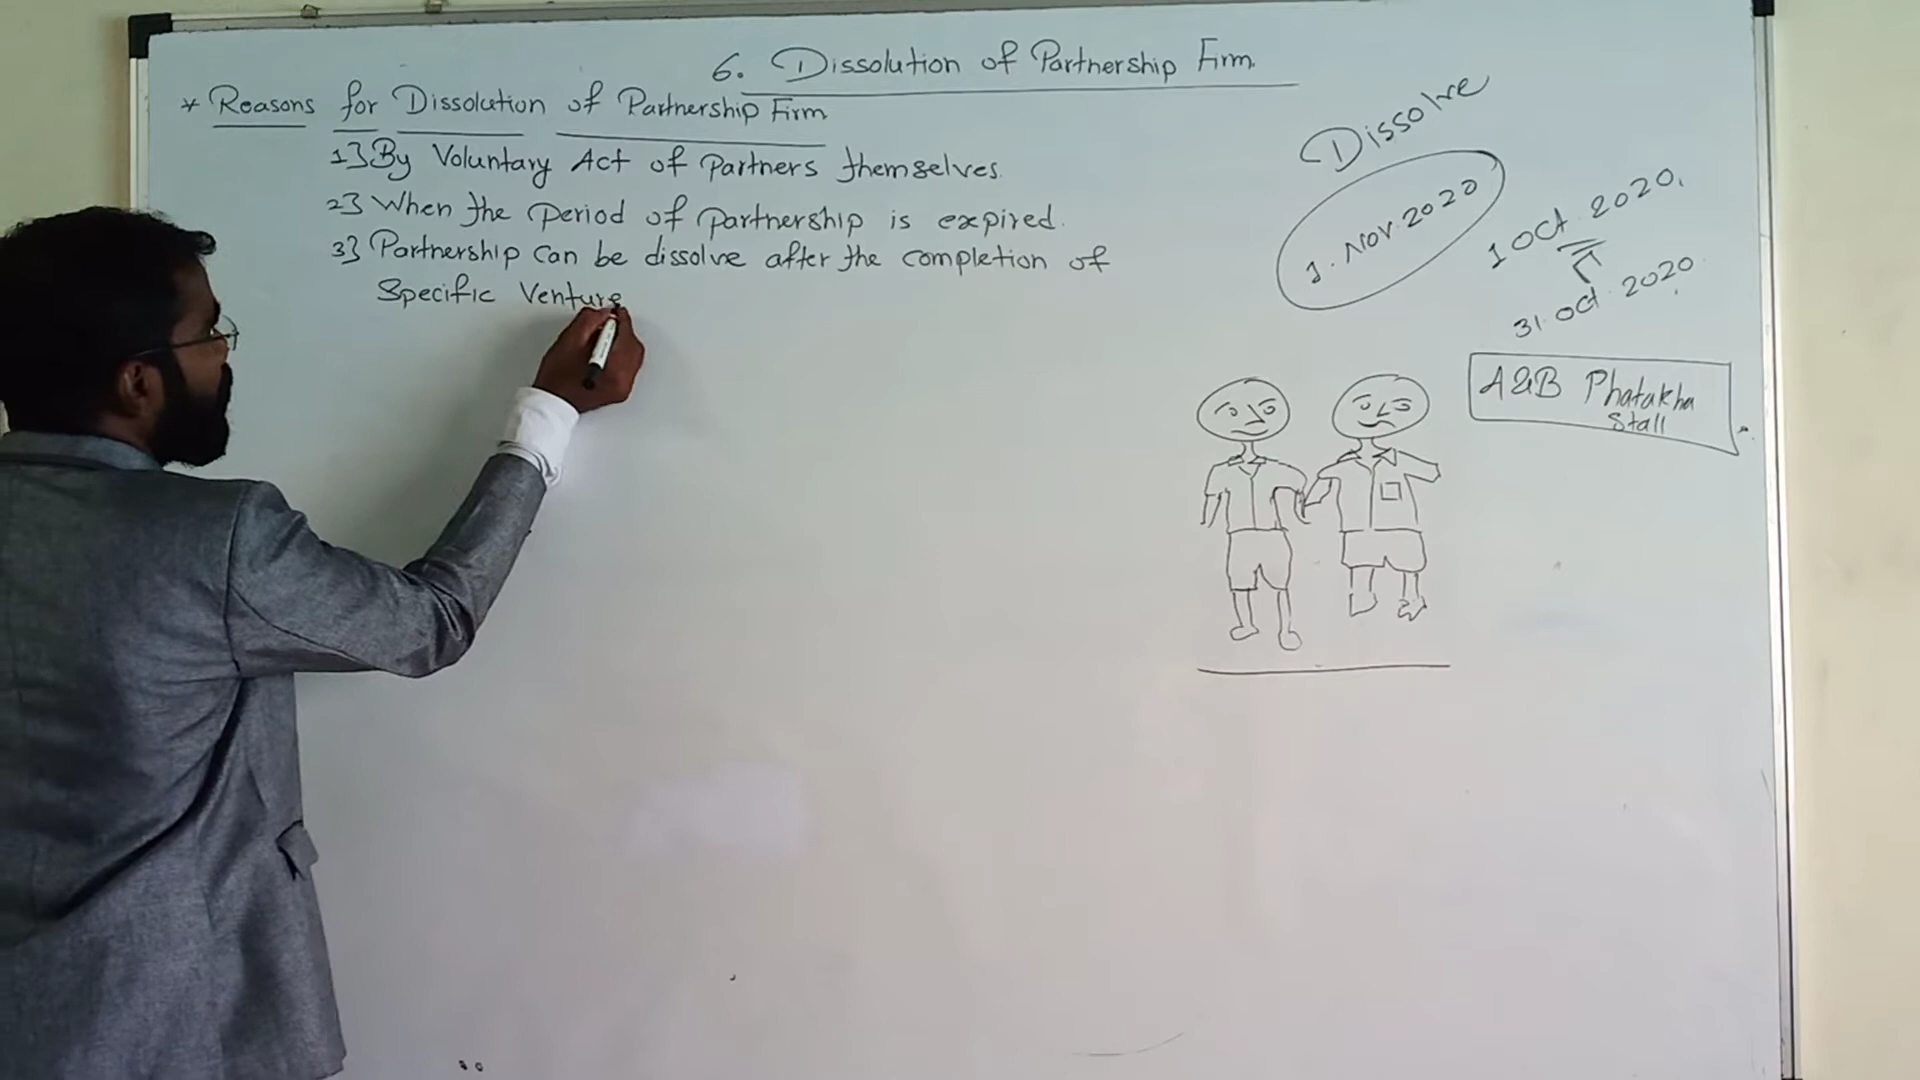 6. Dissolution of Partnership Firm.
* Reasons for Dissolution of Partnership Firm
1} By Voluntary Act of Partners themselves.
2} When the period of partnership is expired.
3} Partnership can be dissolve after the completion of
Specific Venture
Dissolve
1. Nov. 2020
1 Oct. 2020.
31. Oct. 2020
A&B Phatakha
Stall